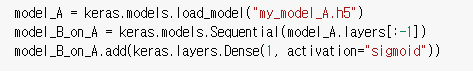 model_A = keras.models.load_model("my_model_A.h5")
model_B_on_A = keras.models.Sequential(model_A.layers[:-1])
model_B_on_A.add(keras.layers.Dense(1, activation="sigmoid"))